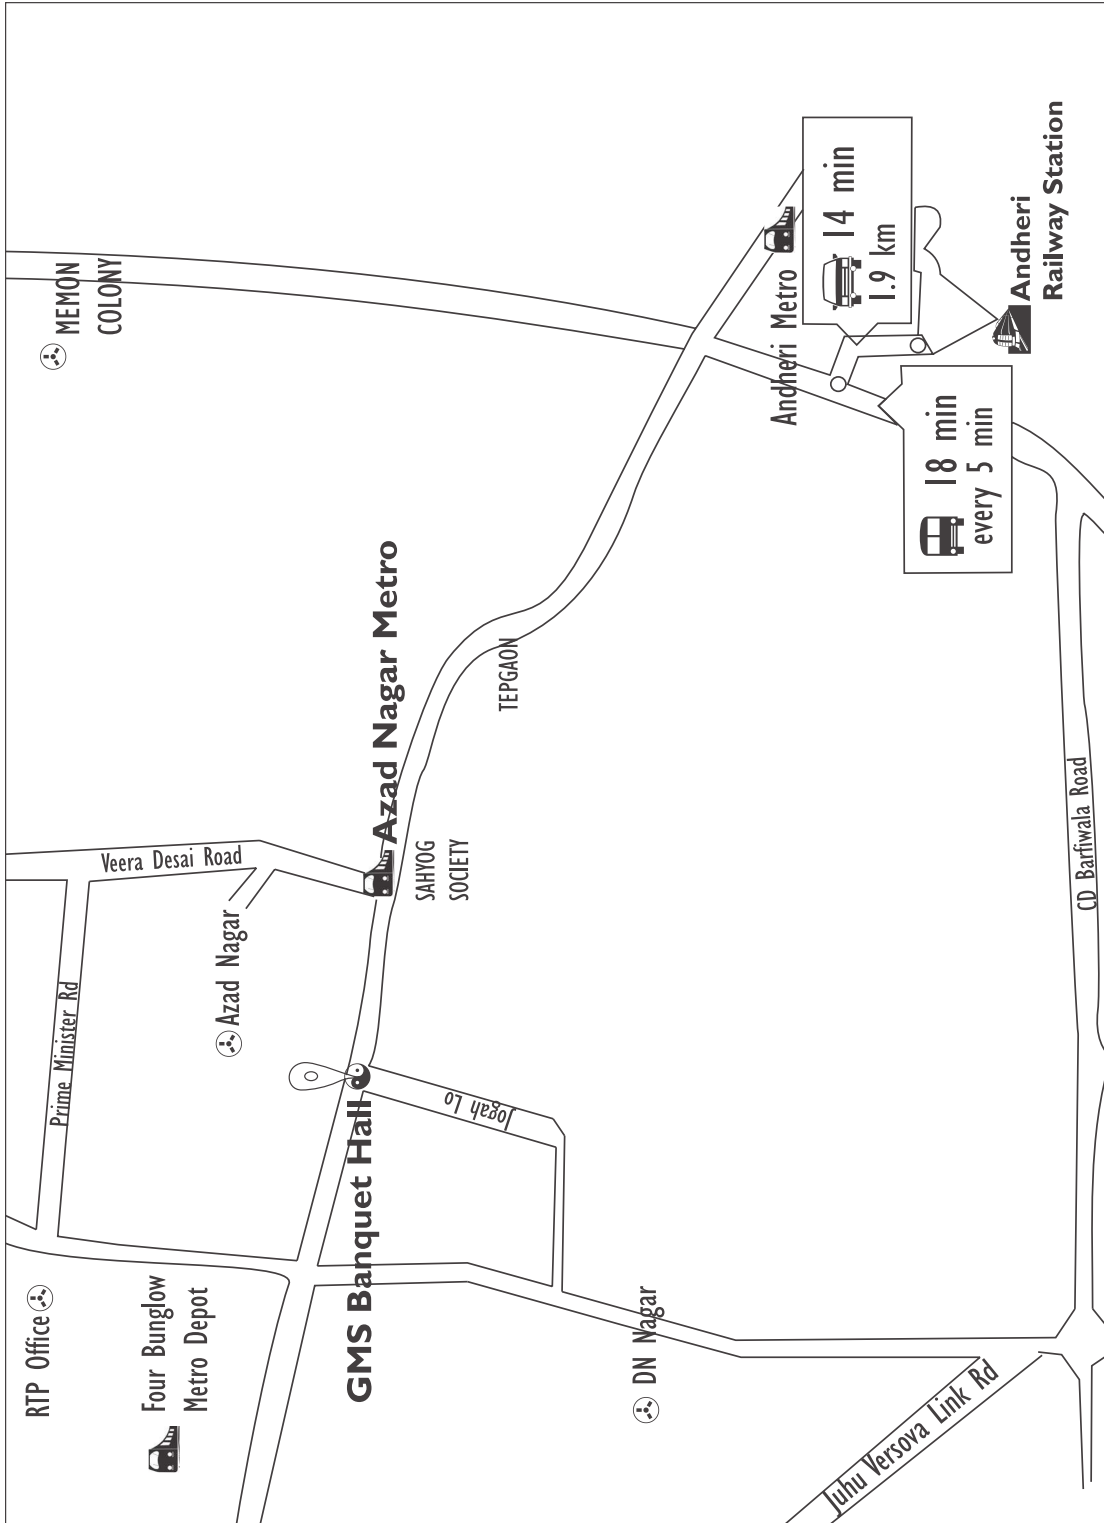 RTP Office
Four Bunglow
Metro Depot
Prime Minister Rd
Veera Desai Road
MEMON
COLONY
Azad Nagar
GMS Banquet Hall
Azad Nagar Metro
SAHYOG
SOCIETY
Jogah Lo
TEPGAON
DN Nagar
Andheri Metro
14 min
1.9 km
18 min
every 5 min
Andheri
Railway Station
Juhu Versova Link Rd
CD Barfiwala Road